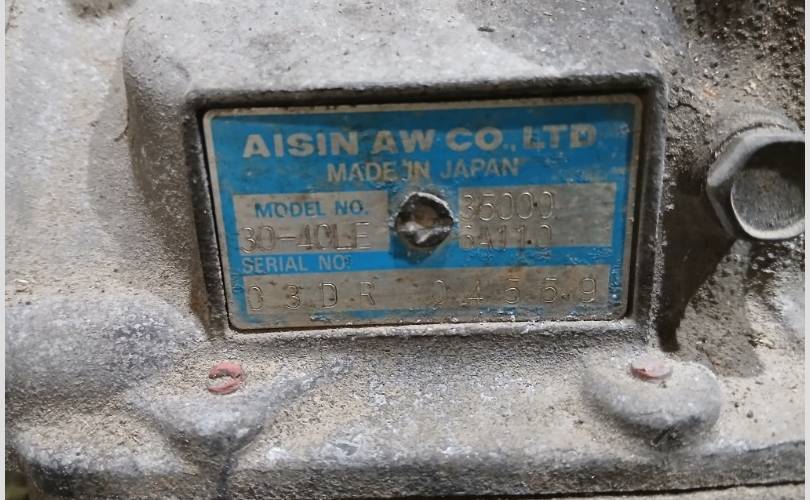 AISIN AW CO., LTD
MADE IN JAPAN
MODEL NO. 35000
30-40LE 6A110
SERIAL NO.
03DR 04559